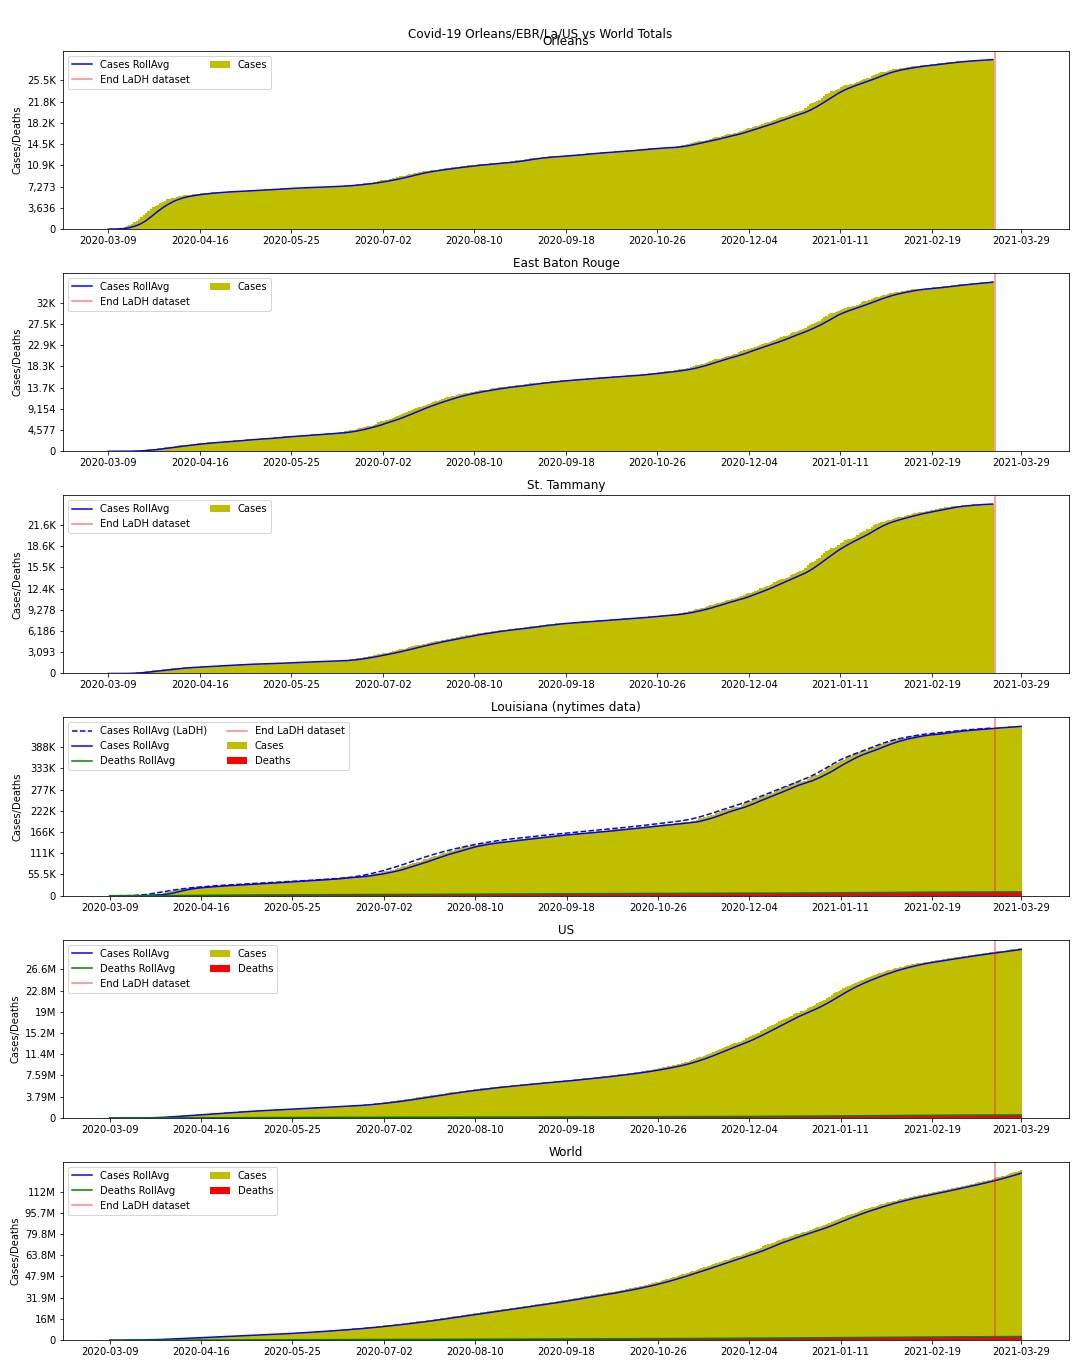 Covid-19 Orleans/EBR/La/US vs World Totals
Orleans
Cases RollAvg
End LaDH dataset
Cases
Cases/Deaths
25.5K
21.8K
18.2K
14.5K
10.9K
7,273
3,636
0
2020-03-09 2020-04-16 2020-05-25 2020-07-02 2020-08-10 2020-09-18 2020-10-26 2020-12-04 2021-01-11 2021-02-19 2021-03-29
East Baton Rouge
Cases RollAvg
End LaDH dataset
Cases
Cases/Deaths
32K
27.5K
22.9K
18.3K
13.7K
9,154
4,577
0
2020-03-09 2020-04-16 2020-05-25 2020-07-02 2020-08-10 2020-09-18 2020-10-26 2020-12-04 2021-01-11 2021-02-19 2021-03-29
St. Tammany
Cases RollAvg
End LaDH dataset
Cases
Cases/Deaths
21.6K
18.6K
15.5K
12.4K
9,278
6,186
3,093
0
2020-03-09 2020-04-16 2020-05-25 2020-07-02 2020-08-10 2020-09-18 2020-10-26 2020-12-04 2021-01-11 2021-02-19 2021-03-29
Louisiana (nytimes data)
Cases RollAvg (LaDH)
Cases RollAvg
Deaths RollAvg
End LaDH dataset
Cases
Deaths
Cases/Deaths
388K
333K
277K
222K
166K
111K
55.5K
0
2020-03-09 2020-04-16 2020-05-25 2020-07-02 2020-08-10 2020-09-18 2020-10-26 2020-12-04 2021-01-11 2021-02-19 2021-03-29
US
Cases RollAvg
Deaths RollAvg
End LaDH dataset
Cases
Deaths
Cases/Deaths
26.6M
22.8M
19M
15.2M
11.4M
7.59M
3.79M
0
2020-03-09 2020-04-16 2020-05-25 2020-07-02 2020-08-10 2020-09-18 2020-10-26 2020-12-04 2021-01-11 2021-02-19 2021-03-29
World
Cases RollAvg
Deaths RollAvg
End LaDH dataset
Cases
Deaths
Cases/Deaths
112M
95.7M
79.8M
63.8M
47.9M
31.9M
16M
0
2020-03-09 2020-04-16 2020-05-25 2020-07-02 2020-08-10 2020-09-18 2020-10-26 2020-12-04 2021-01-11 2021-02-19 2021-03-29